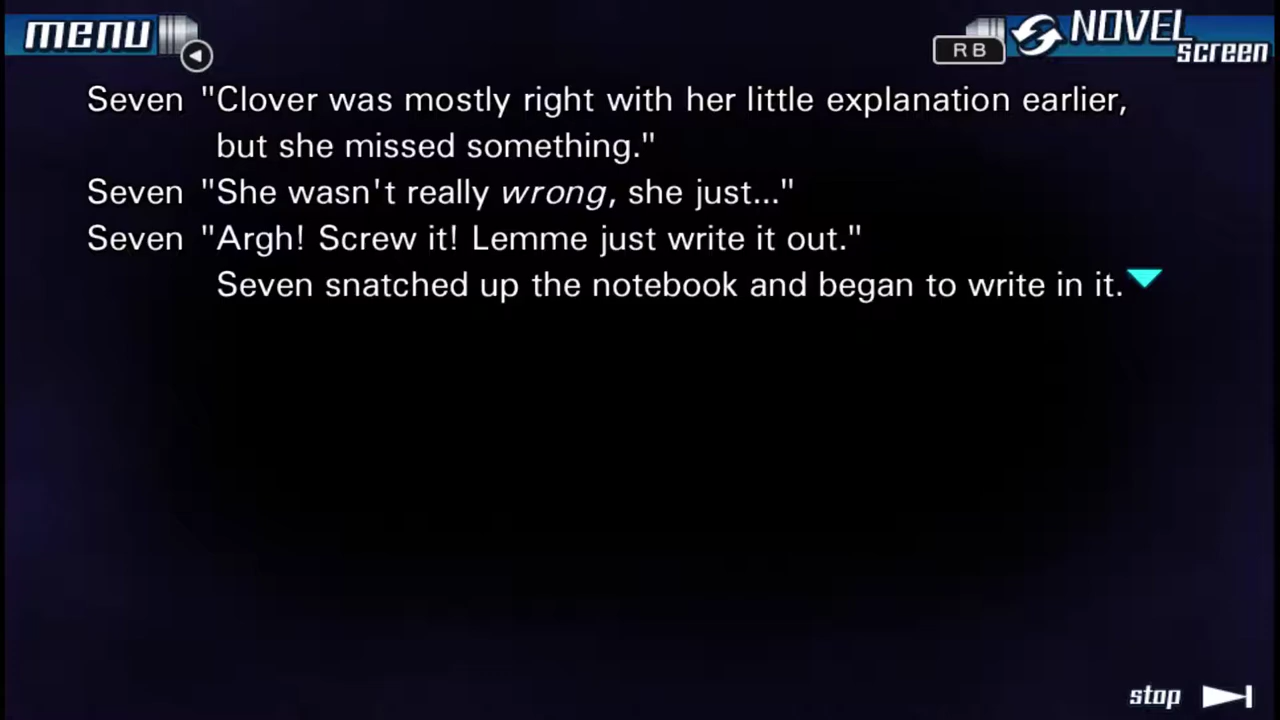 menu
RB
NOVEL
screen
Seven "Clover was mostly right with her little explanation earlier,
but she missed something."
Seven "She wasn't really wrong, she just..."
Seven "Argh! Screw it! Lemme just write it out."
Seven snatched up the notebook and began to write in it.
stop